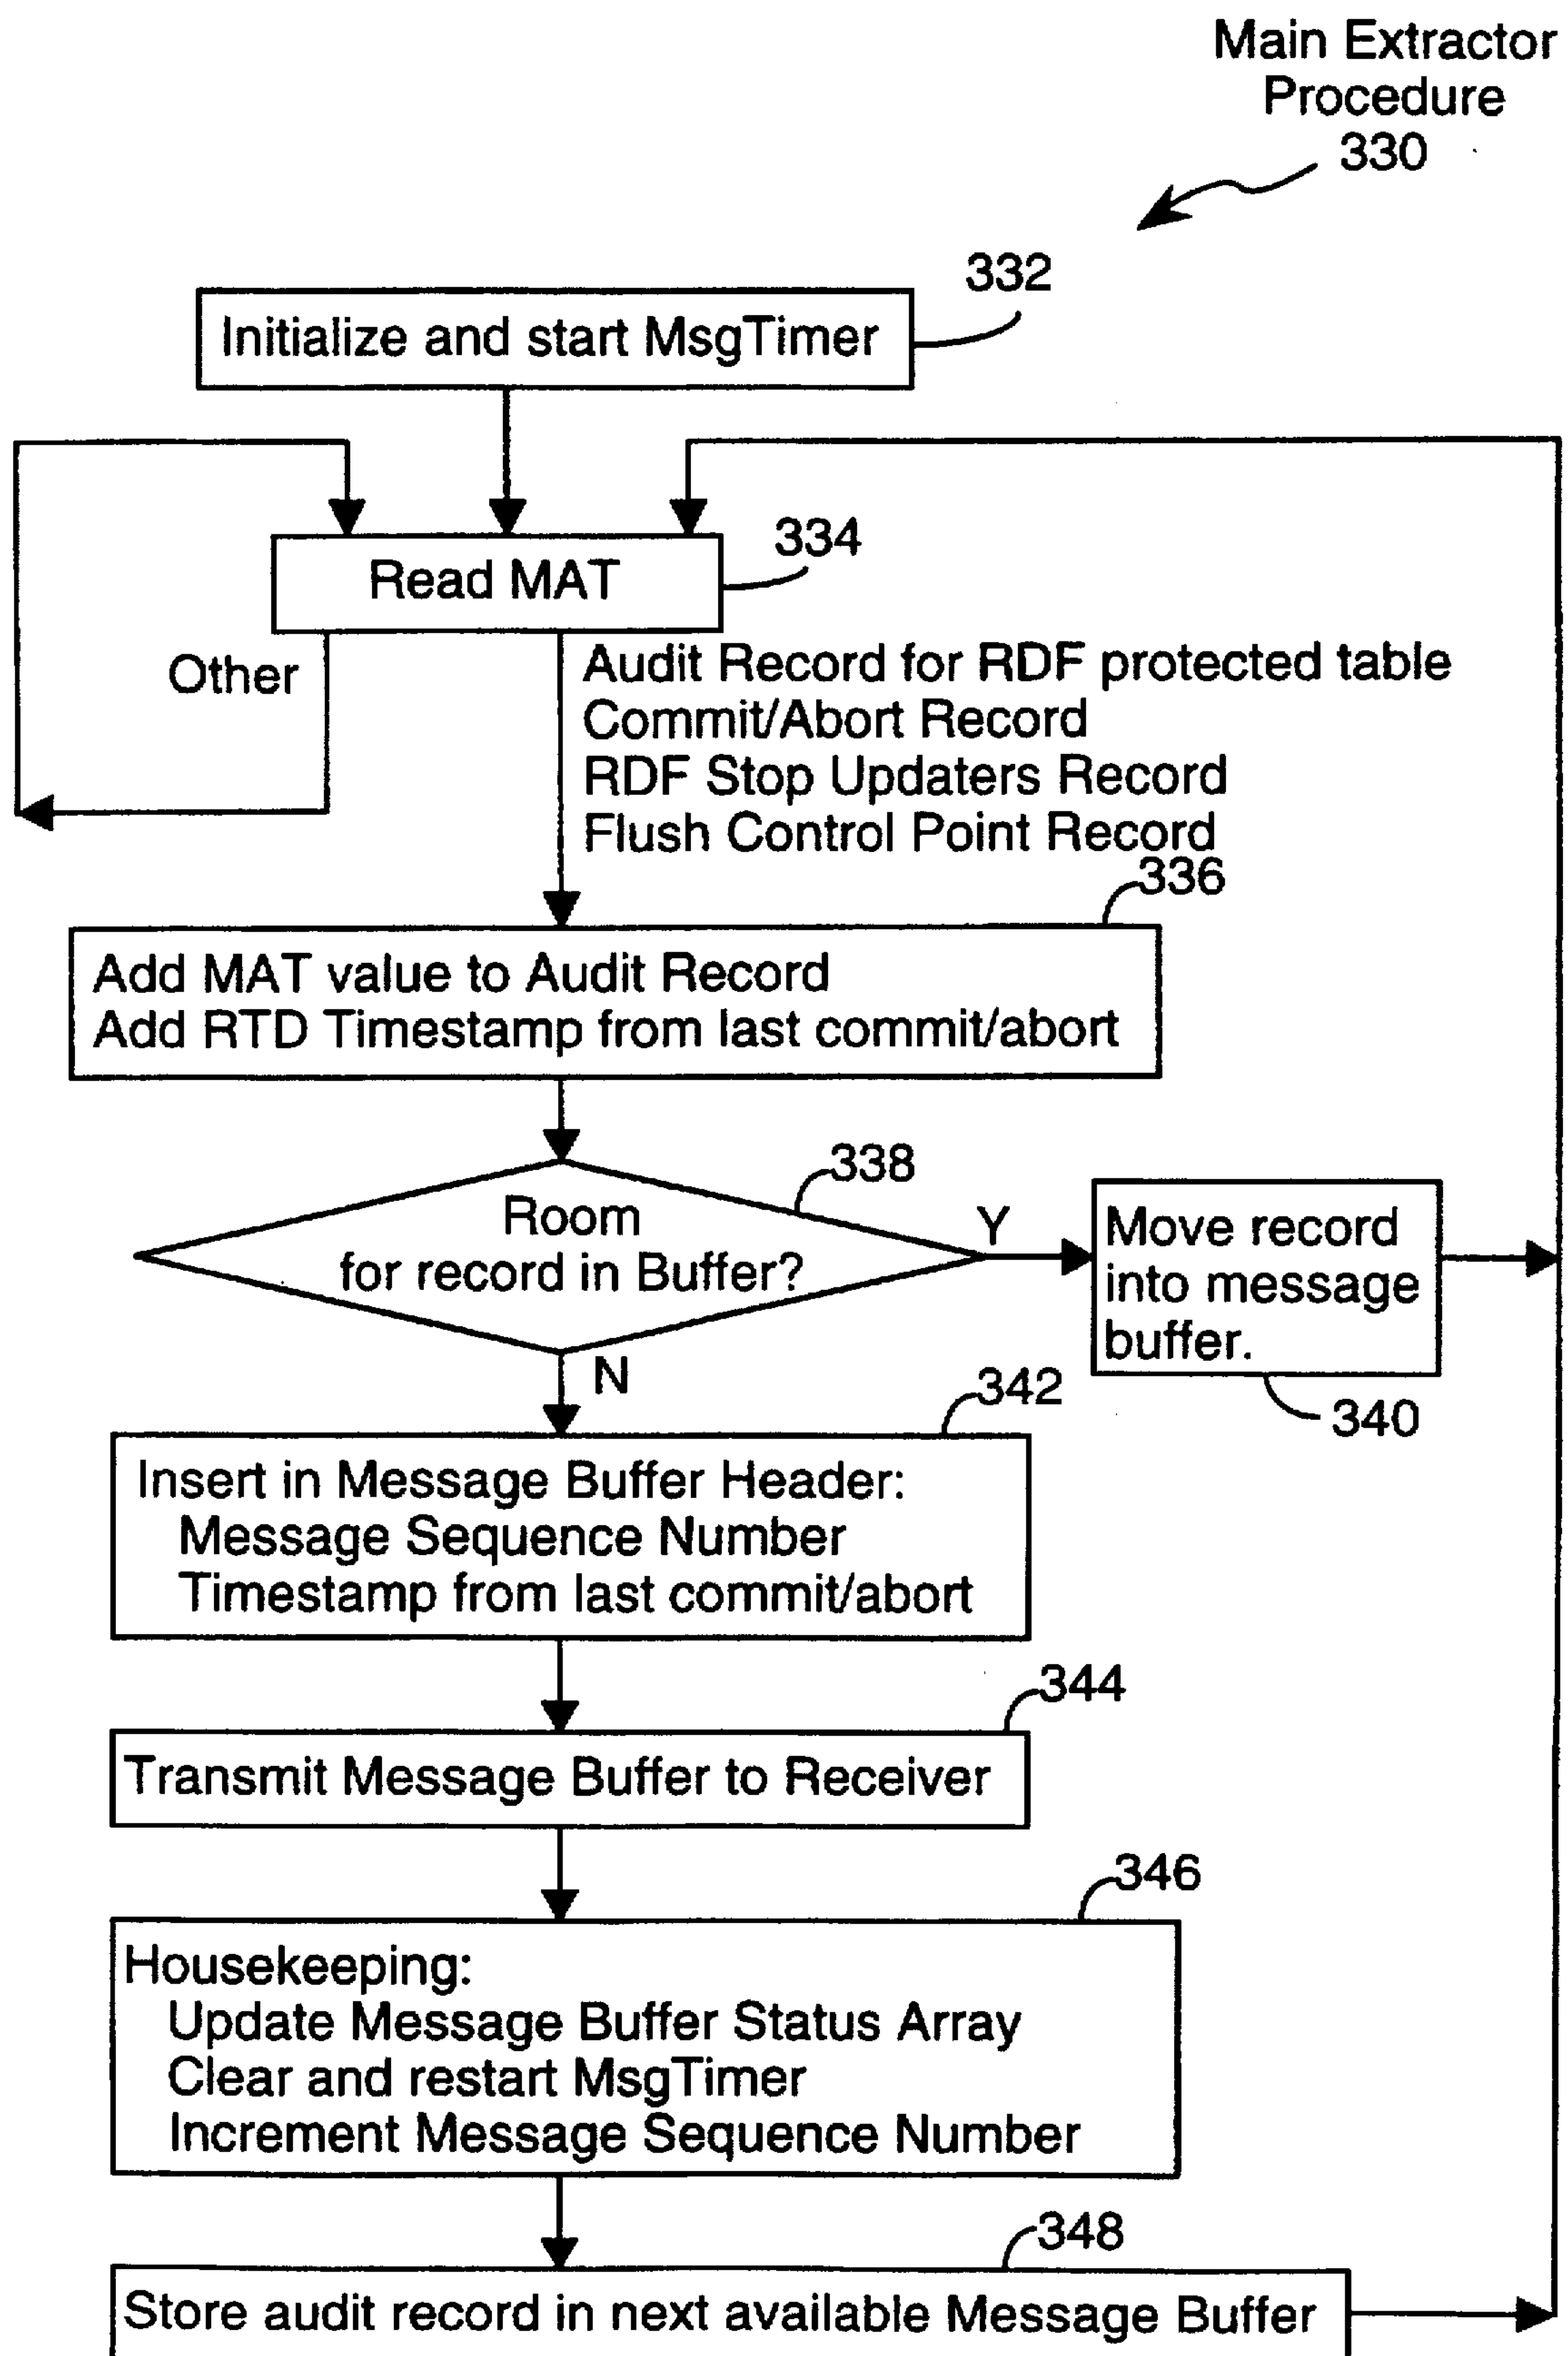 Main Extractor
Procedure
330
332
Initialize and start MsgTimer
334
Read MAT
Other
Audit Record for RDF protected table
Commit/Abort Record
RDF Stop Updaters Record
Flush Control Point Record
336
Add MAT value to Audit Record
Add RTD Timestamp from last commit/abort
338
Room
for record in Buffer?
Y
Move record
into message
buffer.
340
N
342
Insert in Message Buffer Header:
Message Sequence Number
Timestamp from last commit/abort
344
Transmit Message Buffer to Receiver
346
Housekeeping:
Update Message Buffer Status Array
Clear and restart MsgTimer
Increment Message Sequence Number
348
Store audit record in next available Message Buffer